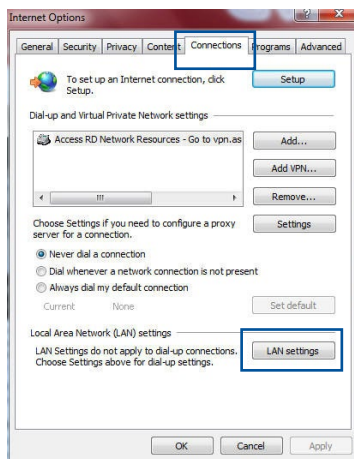 Internet Options
General Security Privacy Content Connections Programs Advanced
To set up an Internet connection, click
Setup.
Setup
Dial-up and Virtual Private Network settings
Access RD Network Resources - Go to vpn.as
Add...
Add VPN...
Remove...
Choose Settings if you need to configure a proxy
server for a connection.
Settings
Never dial a connection
Dial whenever a network connection is not present
Always dial my default connection
Current None
Set default
Local Area Network (LAN) settings
LAN Settings do not apply to dial-up connections.
Choose Settings above for dial-up settings.
LAN settings
OK Cancel Apply